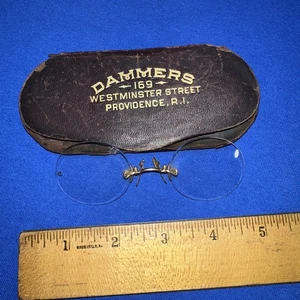 DAMMERS
169
WESTMINSTER STREET
PROVIDENCE, R.I.
1 2 3 4 5